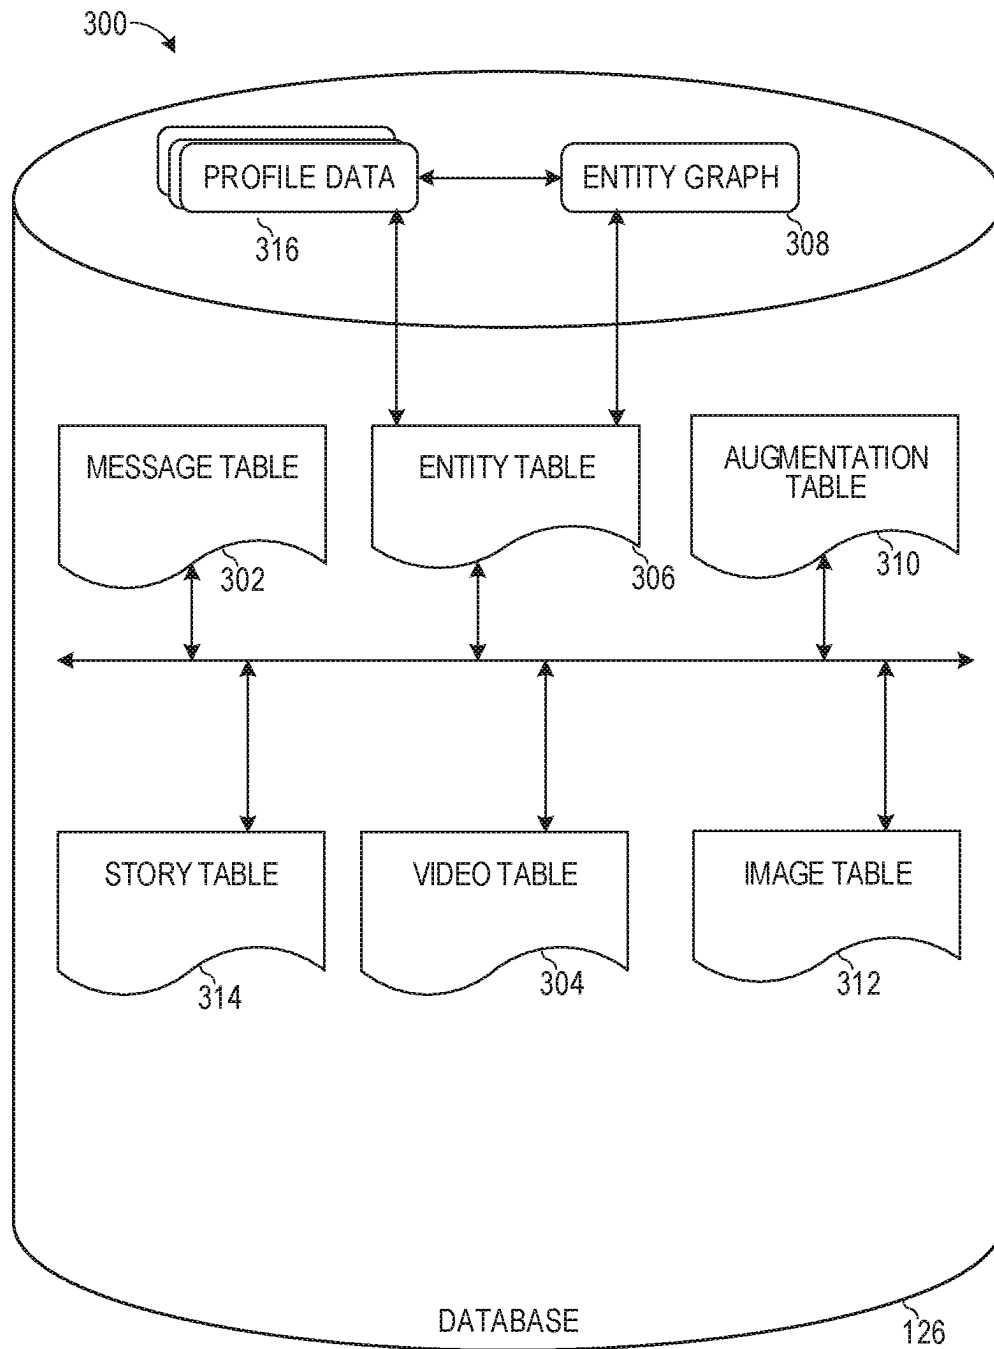 300
PROFILE DATA
ENTITY GRAPH
316
308
MESSAGE TABLE
ENTITY TABLE
AUGMENTATION
TABLE
302
306
310
STORY TABLE
VIDEO TABLE
IMAGE TABLE
314
304
312
DATABASE
126